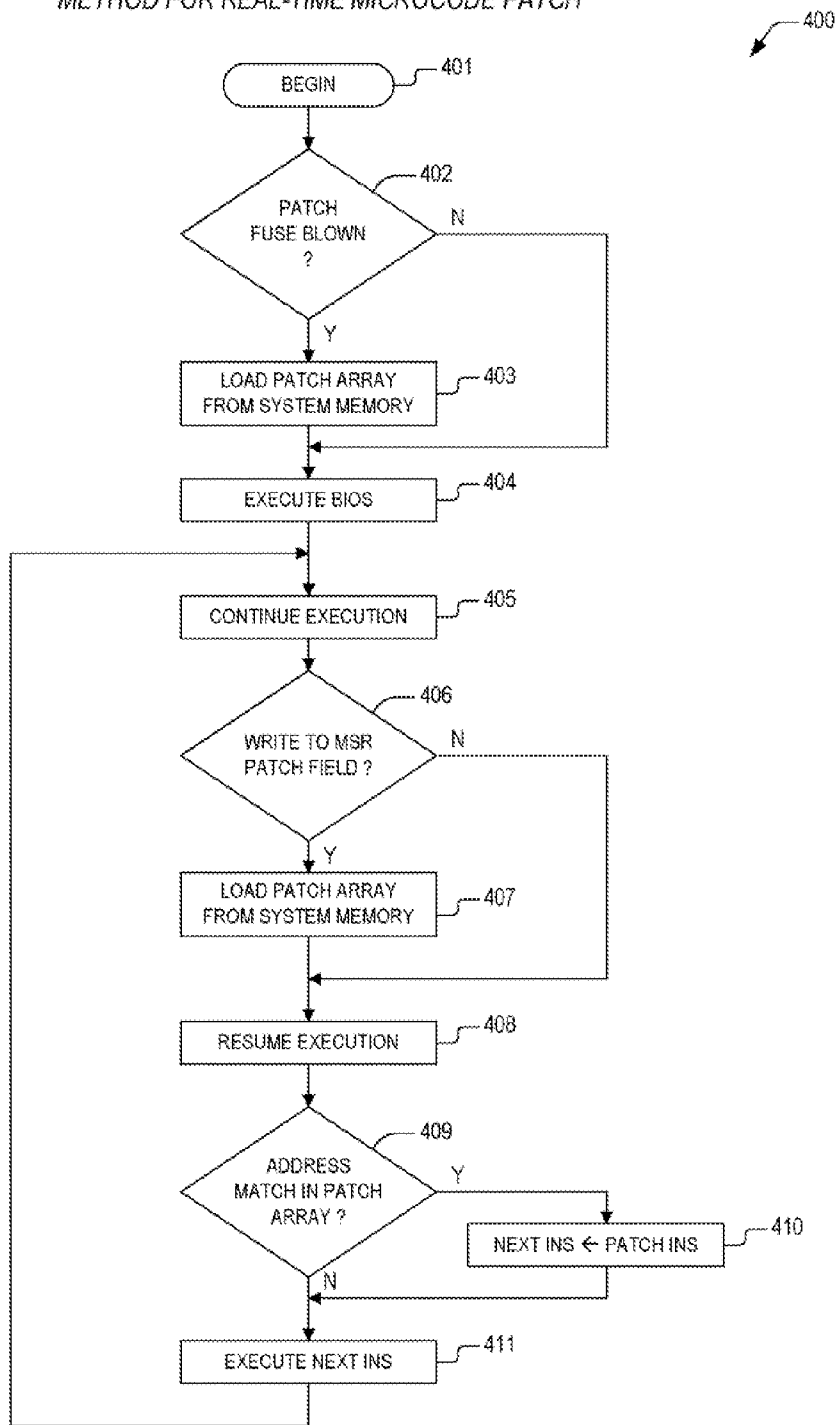 METHOD FOR REAL-TIME MICROCODE PATCH
400
BEGIN
401
402
PATCH
FUSE BLOWN
?
N
Y
LOAD PATCH ARRAY
FROM SYSTEM MEMORY
403
EXECUTE BIOS
404
CONTINUE EXECUTION
405
406
WRITE TO MSR
PATCH FIELD ?
N
Y
LOAD PATCH ARRAY
FROM SYSTEM MEMORY
407
RESUME EXECUTION
408
409
ADDRESS
MATCH IN PATCH
ARRAY ?
Y
NEXT INS ← PATCH INS
410
N
EXECUTE NEXT INS
411